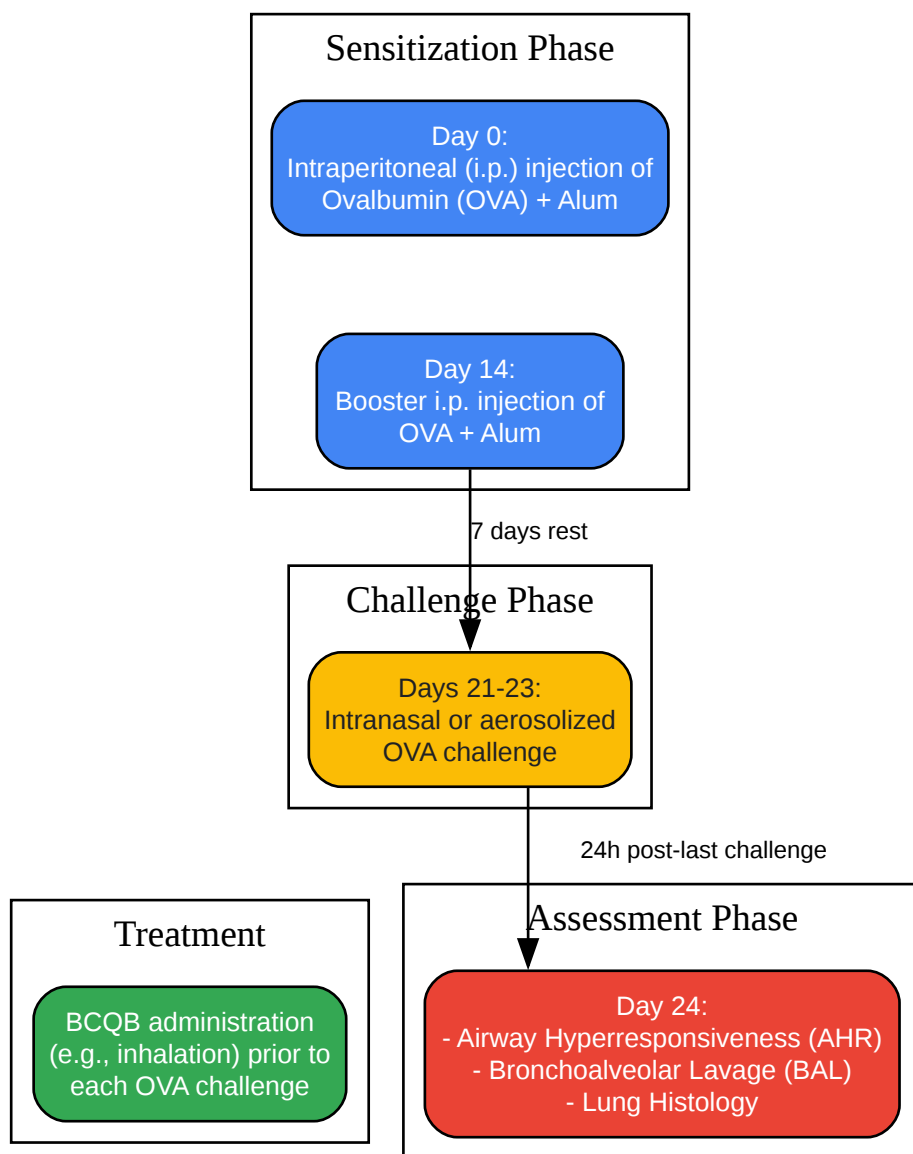 Sensitization Phase
Day 0:
Intraperitoneal (i.p.) injection of
Ovalbumin (OVA) + Alum
Day 14:
Booster i.p. injection of
OVA + Alum
7 days rest
Challenge Phase
Days 21-23:
Intranasal or aerosolized
OVA challenge
24h post-last challenge
Treatment
BCQB administration
(e.g., inhalation) prior to
each OVA challenge
Assessment Phase
Day 24:
- Airway Hyperresponsiveness (AHR)
- Bronchoalveolar Lavage (BAL)
- Lung Histology